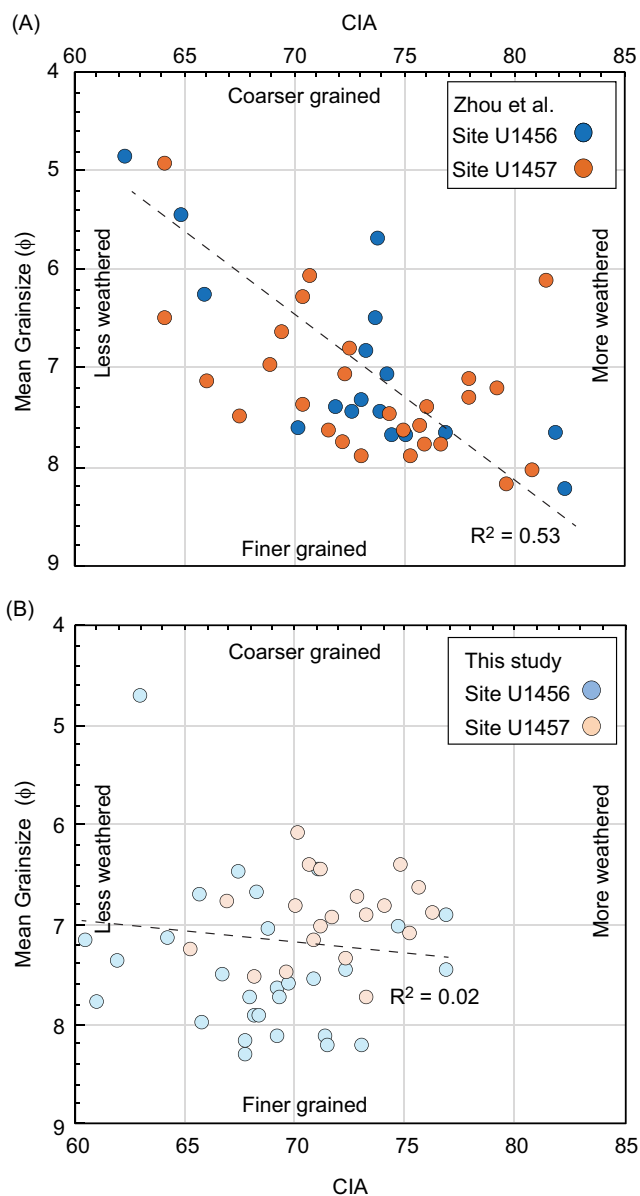 (A)
CIA
60 65 70 75 80 85
4
5
6
7
8
9
Mean Grainsize (ϕ)
Coarser grained
Less weathered
More weathered
Finer grained
Zhou et al.
Site U1456
Site U1457
R² = 0.53
(B)
4
5
6
7
8
9
Mean Grainsize (ϕ)
Coarser grained
Less weathered
More weathered
Finer grained
This study
Site U1456
Site U1457
R² = 0.02
60 65 70 75 80 85
CIA